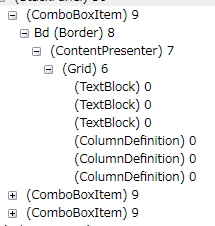 (ComboBoxItem) 9
Bd (Border) 8
(ContentPresenter) 7
(Grid) 6
(TextBlock) 0
(TextBlock) 0
(TextBlock) 0
(ColumnDefinition) 0
(ColumnDefinition) 0
(ColumnDefinition) 0
(ComboBoxItem) 9
(ComboBoxItem) 9